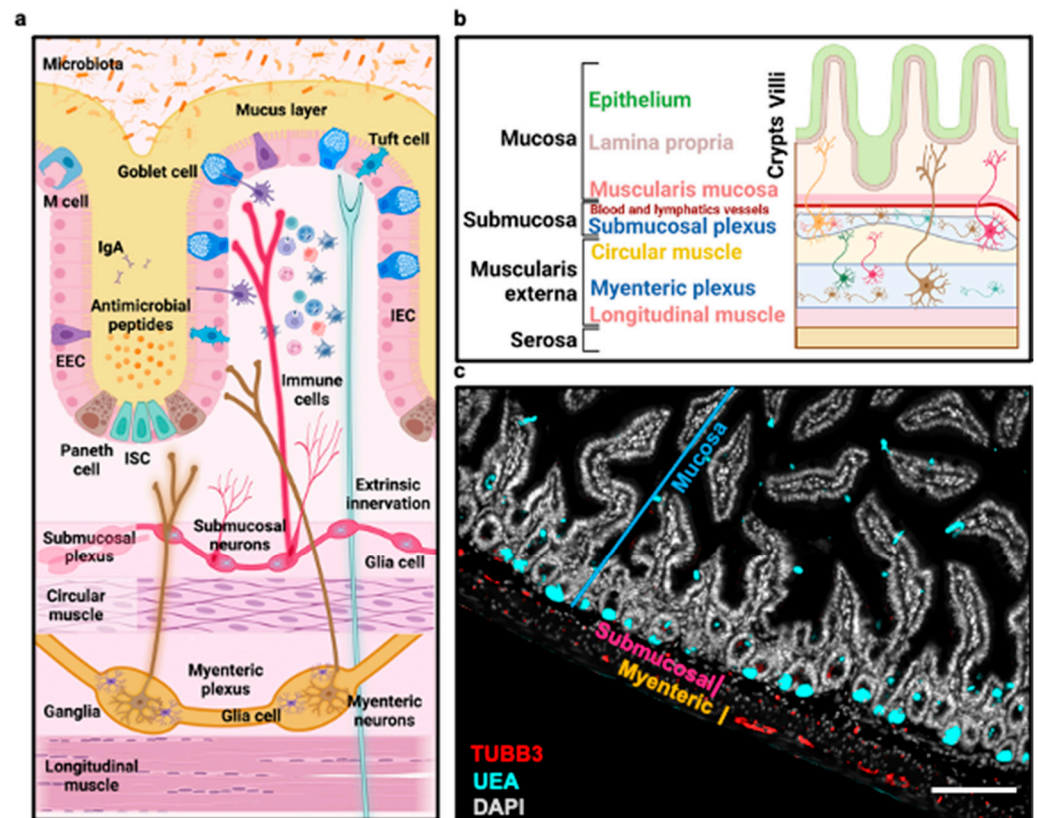 a
Microbiota
Mucus layer
Tuft cell
Goblet cell
M cell
IgA
Antimicrobial
peptides
IEC
EEC
Immune
cells
Paneth
cell
ISC
Extrinsic
innervation
Submucosal
plexus
Submucosal
neurons
Glia cell
Circular
muscle
Myenteric
plexus
Ganglia
Glia cell
Myenteric
neurons
Longitudinal
muscle
b
Mucosa
Epithelium
Lamina propria
Muscularis mucosa
Crypts Villi
Submucosa
Blood and lymphatics vessels
Submucosal plexus
Muscularis
externa
Circular muscle
Myenteric plexus
Longitudinal muscle
Serosa
c
Mucosa
Submucosal
Myenteric
TUBB3
UEA
DAPI